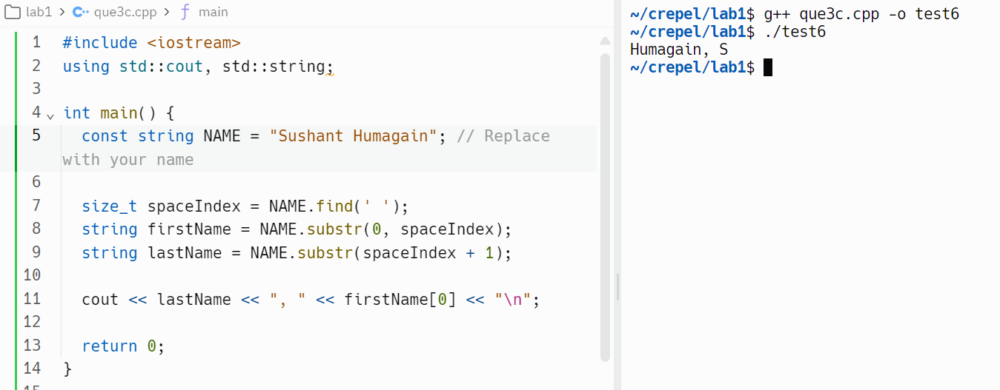 lab1 > que3c.cpp > main
1 #include <iostream>
2 using std::cout, std::string;
3
4 int main() {
5   const string NAME = "Sushant Humagain"; // Replace
with your name
6
7   size_t spaceIndex = NAME.find(' ');
8   string firstName = NAME.substr(0, spaceIndex);
9   string lastName = NAME.substr(spaceIndex + 1);
10
11   cout << lastName << ", " << firstName[0] << "\n";
12
13   return 0;
14 }
15
~/crepel/lab1$ g++ que3c.cpp -o test6
~/crepel/lab1$ ./test6
Humagain, S
~/crepel/lab1$